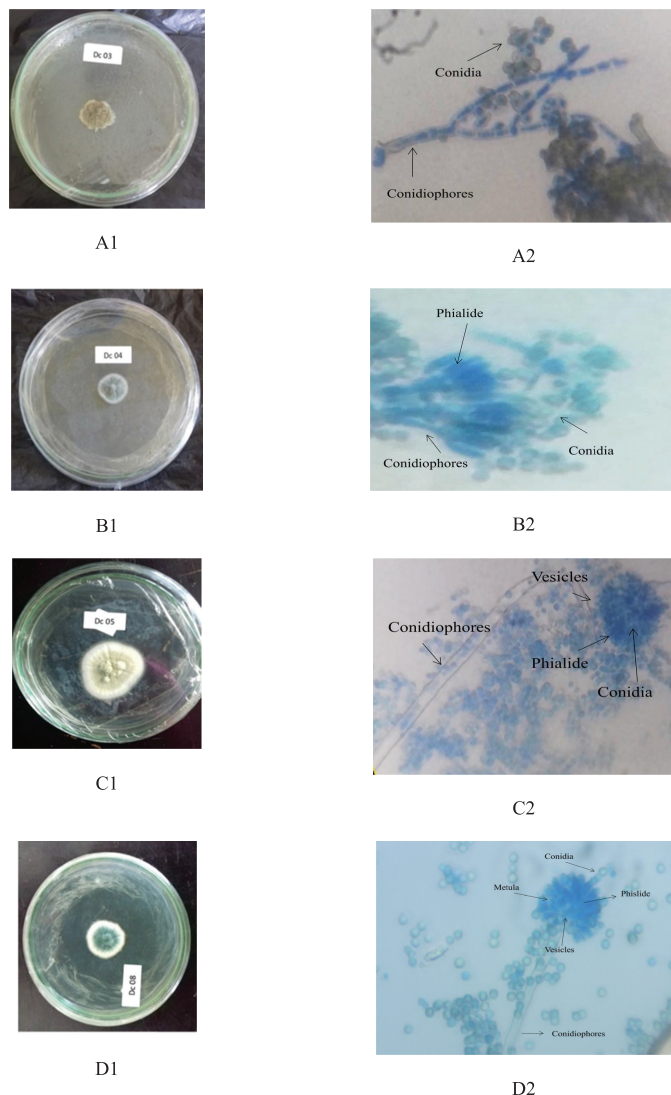 Dc 03
Conidia
Conidiophores
A1
A2
Dc 04
Phialide
Conidiophores
Conidia
B1
B2
Dc 05
Vesicles
Conidiophores
Phialide
Conidia
C1
C2
Dc 08
Conidia
Metula
Phislide
Vesicles
Conidiophores
D1
D2